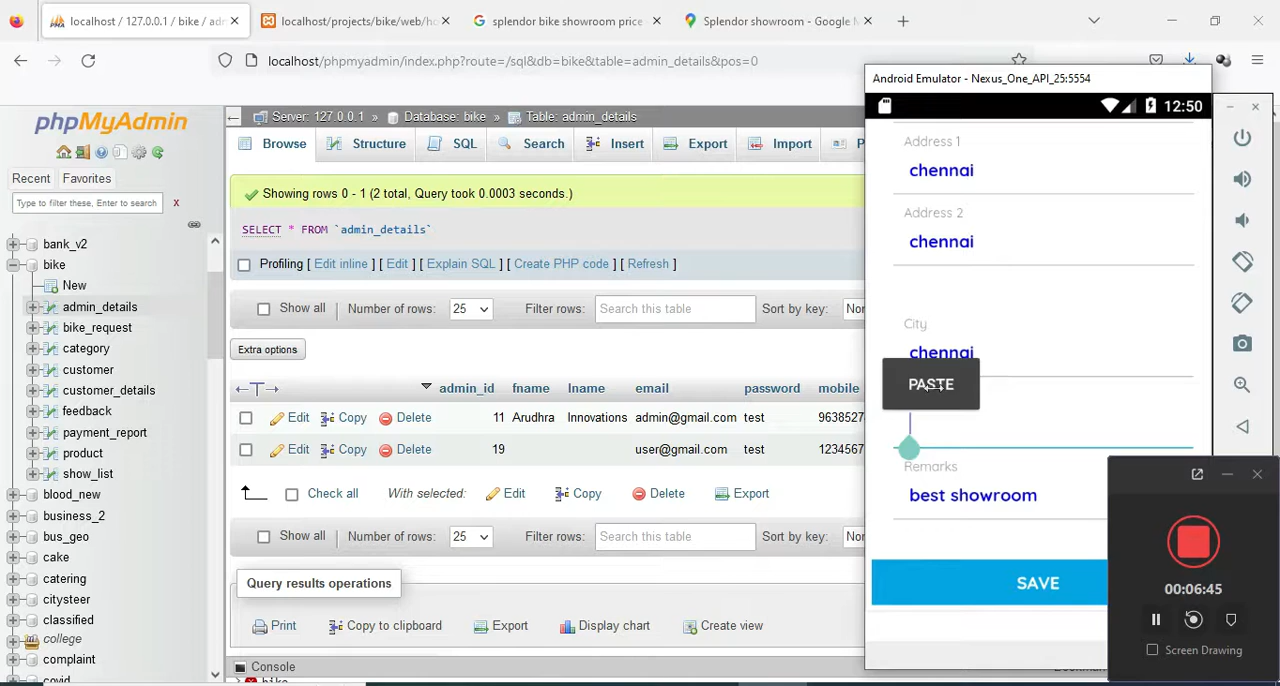 localhost / 127.0.0.1 / bike / adm
localhost/projects/bike/web/ho
splendor bike showroom price
Splendor showroom - Google M
localhost/phpmyadmin/index.php?route=/sql&db=bike&table=admin_details&pos=0
phpMyAdmin
Recent
Favorites
Type to filter these, Enter to search
X
bank_v2
bike
New
admin_details
bike_request
category
customer
customer_details
feedback
payment_report
product
show_list
blood_new
business_2
bus_geo
cake
catering
citysteer
classified
college
complaint
covid
Server: 127.0.0.1 » Database: bike » Table: admin_details
Browse
Structure
SQL
Search
Insert
Export
Import
Showing rows 0 - 1 (2 total, Query took 0.0003 seconds.)
SELECT * FROM `admin_details`
Profiling [ Edit inline ] [ Edit ] [ Explain SQL ] [ Create PHP code ] [ Refresh ]
Show all
Number of rows: 25
Filter rows: Search this table
Sort by key: Nor
Extra options
admin_id fname lname email password mobile
Edit Copy Delete 11 Arudhra Innovations admin@gmail.com test 9638527
Edit Copy Delete 19 user@gmail.com test 1234567
Check all With selected: Edit Copy Delete Export
Show all
Number of rows: 25
Filter rows: Search this table
Sort by key: Nor
Query results operations
Print Copy to clipboard Export Display chart Create view
Console
bike
Android Emulator - Nexus_One_API_25:5554
12:50
Address 1
chennai
Address 2
chennai
City
chennai
PASTE
Remarks
best showroom
SAVE
00:06:45
Screen Drawing